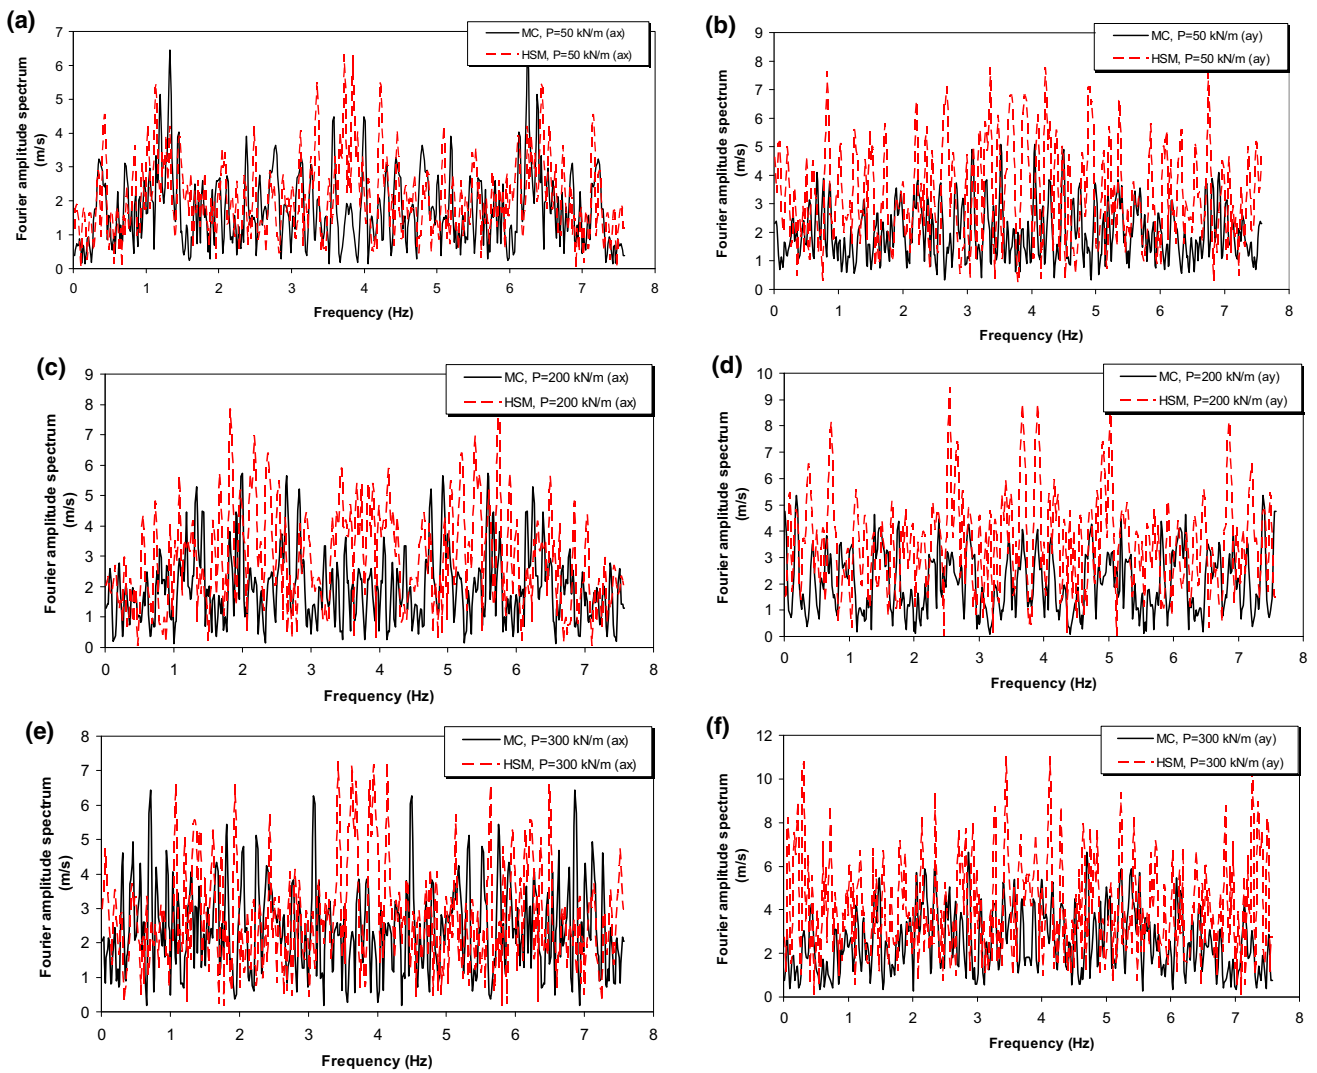 (a)
7
6
5
4
3
2
1
0
Fourier amplitude spectrum
(m/s)
MC, P=50 kN/m (ax)
HSM, P=50 kN/m (ax)
0 1 2 3 4 5 6 7 8
Frequency (Hz)
(b)
9
8
7
6
5
4
3
2
1
0
Fourier amplitude spectrum
(m/s)
MC, P=50 kN/m (ay)
HSM, P=50 kN/m (ay)
0 1 2 3 4 5 6 7 8
Frequency (Hz)
(c)
9
8
7
6
5
4
3
2
1
0
Fourier amplitude spectrum
(m/s)
MC, P=200 kN/m (ax)
HSM, P=200 kN/m (ax)
0 1 2 3 4 5 6 7 8
Frequency (Hz)
(d)
10
9
8
7
6
5
4
3
2
1
0
Fourier amplitude spectrum
(m/s)
MC, P=200 kN/m (ay)
HSM, P=200 kN/m (ay)
0 1 2 3 4 5 6 7 8
Frequency (Hz)
(e)
8
7
6
5
4
3
2
1
0
Fourier amplitude spectrum
(m/s)
MC, P=300 kN/m (ax)
HSM, P=300 kN/m (ax)
0 1 2 3 4 5 6 7 8
Frequency (Hz)
(f)
12
10
8
6
4
2
0
Fourier amplitude spectrum
(m/s)
MC, P=300 kN/m (ay)
HSM, P=300 kN/m (ay)
0 1 2 3 4 5 6 7 8
Frequency (Hz)